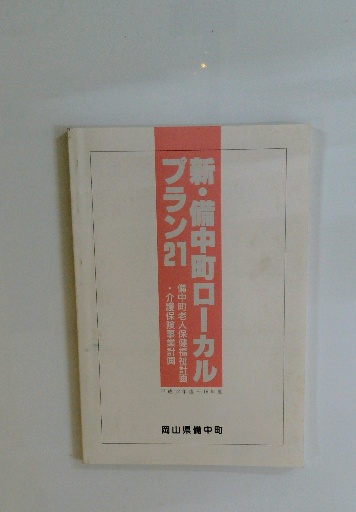 新・備中町ローカル
プラン21
備中町老人保健福祉計画
・介護保険事業計画
岡山県備中町